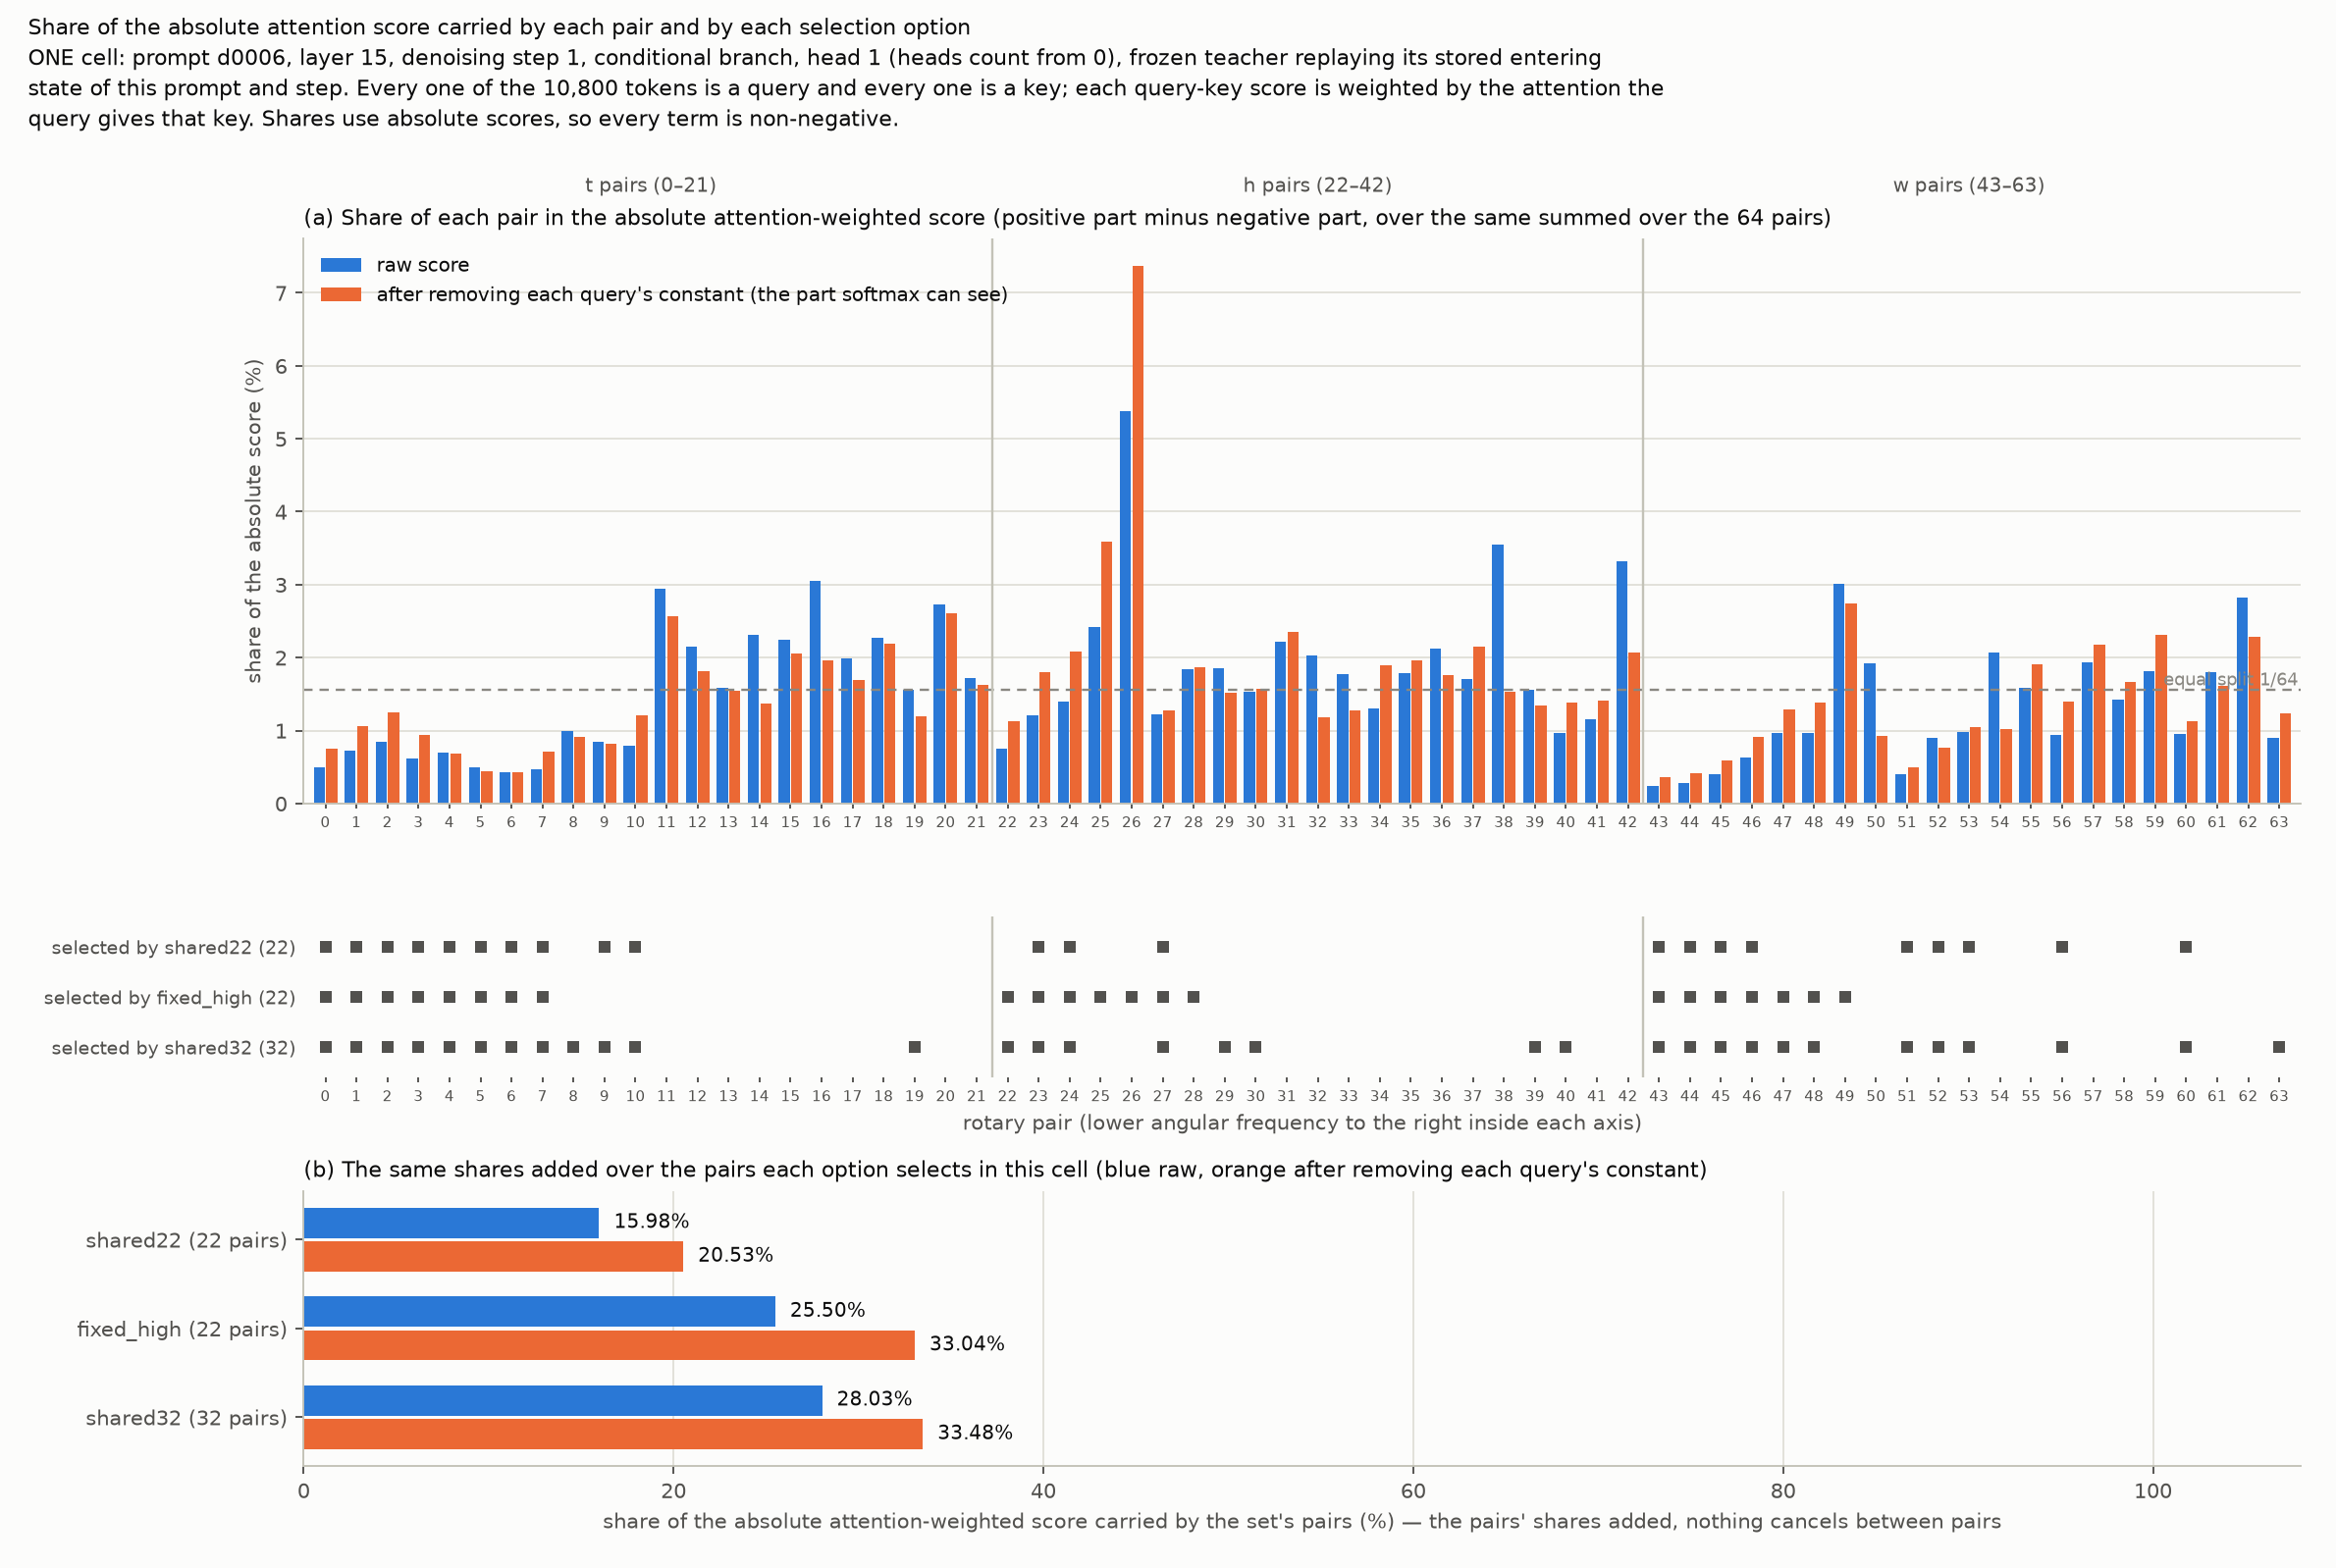 Share of the absolute attention score carried by each pair and by each selection option
ONE cell: prompt d0006, layer 15, denoising step 1, conditional branch, head 1 (heads count from 0), frozen teacher replaying its stored entering
state of this prompt and step. Every one of the 10,800 tokens is a query and every one is a key; each query-key score is weighted by the attention the
query gives that key. Shares use absolute scores, so every term is non-negative.
t pairs (0–21) h pairs (22–42) w pairs (43–63)
(a) Share of each pair in the absolute attention-weighted score (positive part minus negative part, over the same summed over the 64 pairs)
share of the absolute score (%)
raw score
after removing each query's constant (the part softmax can see)
7
6
5
4
3
2
1
0
equal split 1/64
0 1 2 3 4 5 6 7 8 9 10 11 12 13 14 15 16 17 18 19 20 21 22 23 24 25 26 27 28 29 30 31 32 33 34 35 36 37 38 39 40 41 42 43 44 45 46 47 48 49 50 51 52 53 54 55 56 57 58 59 60 61 62 63
selected by shared22 (22)
selected by fixed_high (22)
selected by shared32 (32)
0 1 2 3 4 5 6 7 8 9 10 11 12 13 14 15 16 17 18 19 20 21 22 23 24 25 26 27 28 29 30 31 32 33 34 35 36 37 38 39 40 41 42 43 44 45 46 47 48 49 50 51 52 53 54 55 56 57 58 59 60 61 62 63
rotary pair (lower angular frequency to the right inside each axis)
(b) The same shares added over the pairs each option selects in this cell (blue raw, orange after removing each query's constant)
shared22 (22 pairs)
15.98%
20.53%
fixed_high (22 pairs)
25.50%
33.04%
shared32 (32 pairs)
28.03%
33.48%
0 20 40 60 80 100
share of the absolute attention-weighted score carried by the set's pairs (%) — the pairs' shares added, nothing cancels between pairs